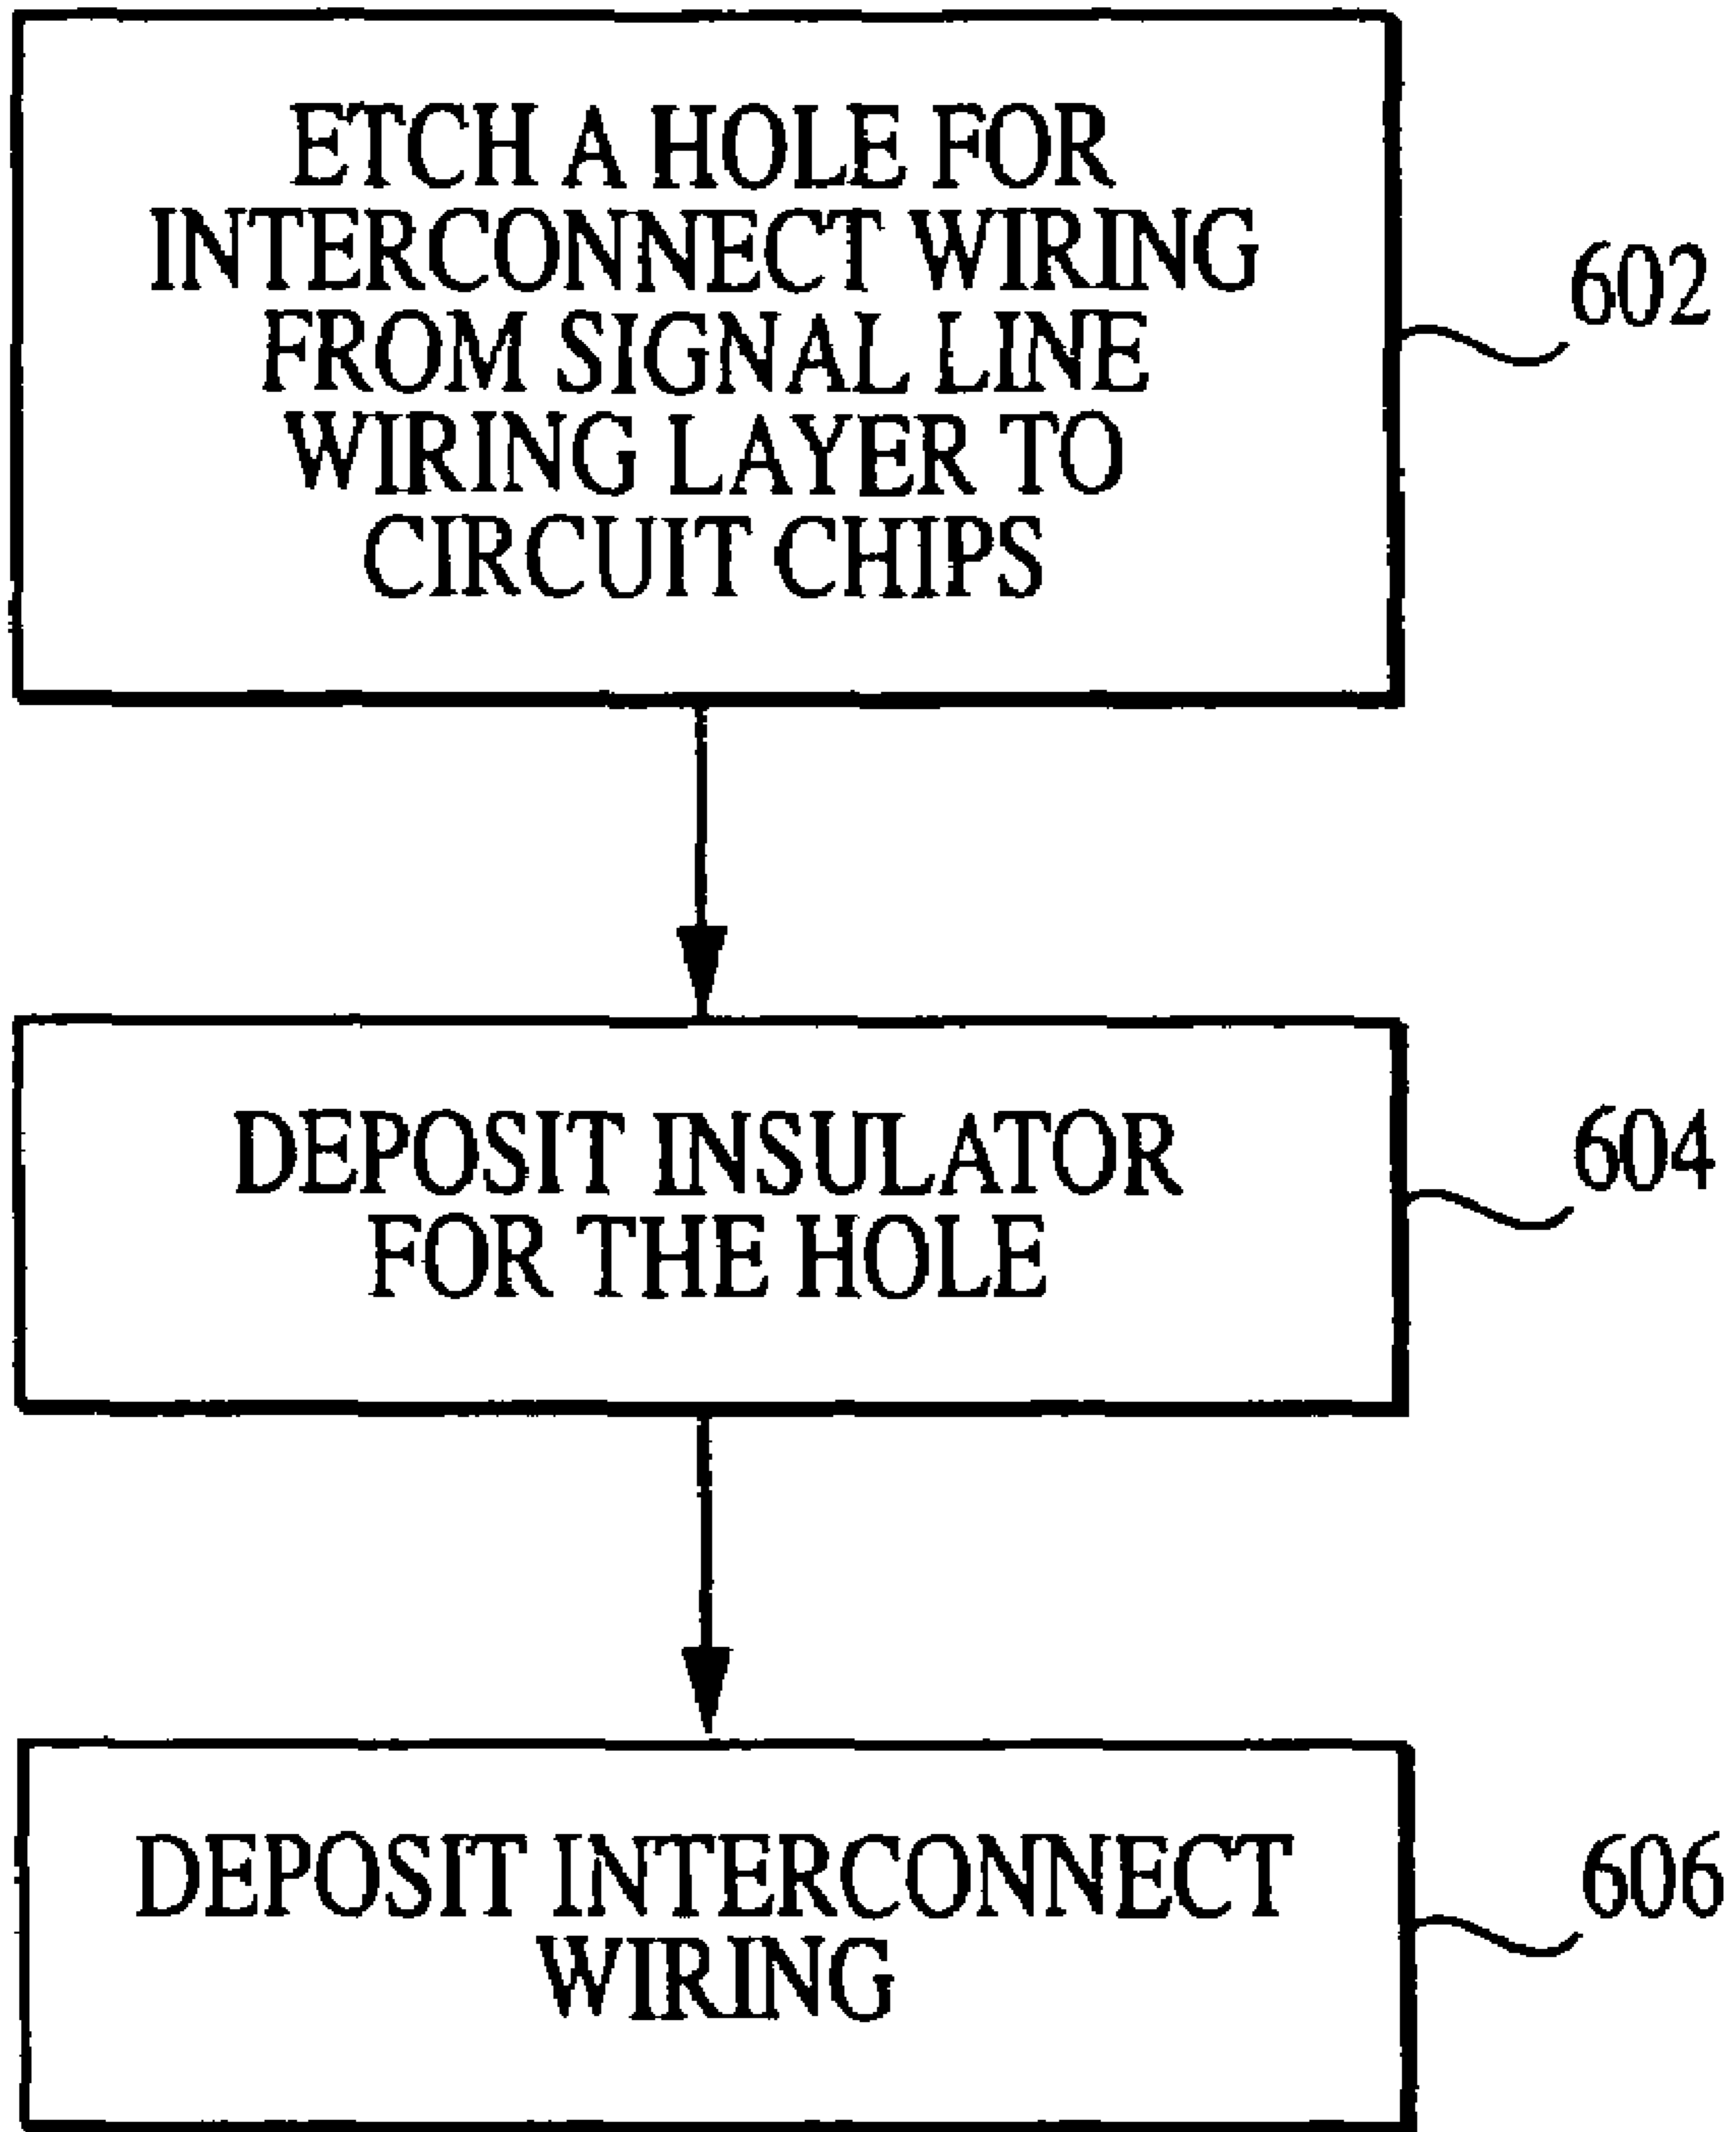 ETCH A HOLE FOR
INTERCONNECT WIRING
FROM SIGNAL LINE
WIRING LAYER TO
CIRCUIT CHIPS
602
DEPOSIT INSULATOR
FOR THE HOLE
604
DEPOSIT INTERCONNECT
WIRING
606